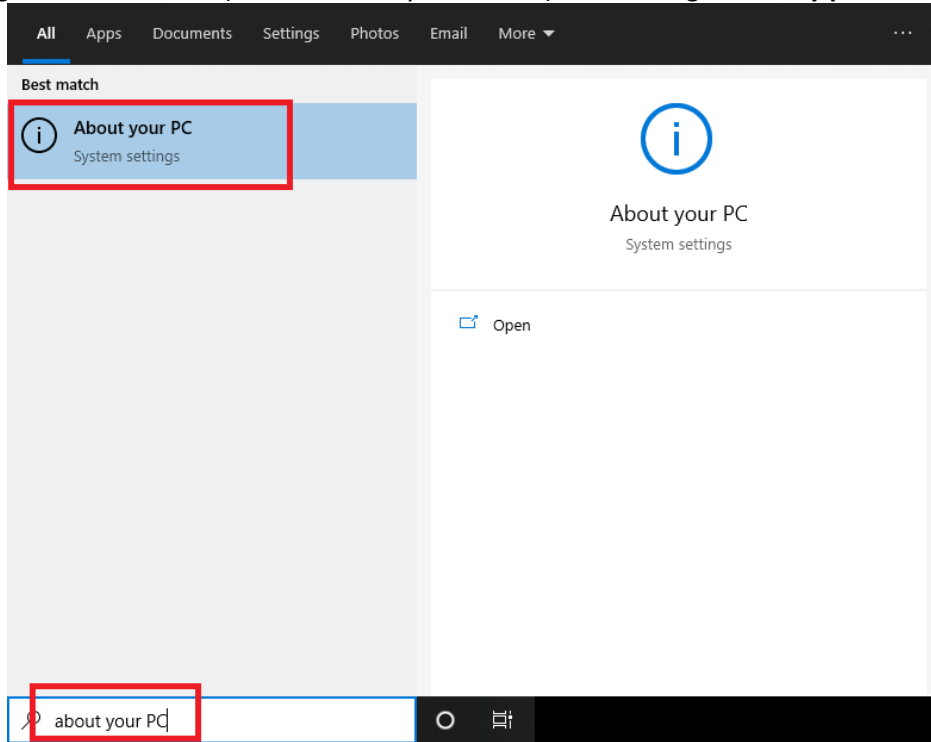 All Apps Documents Settings Photos Email More ...
Best match
About your PC
System settings
About your PC
System settings
Open
about your PC